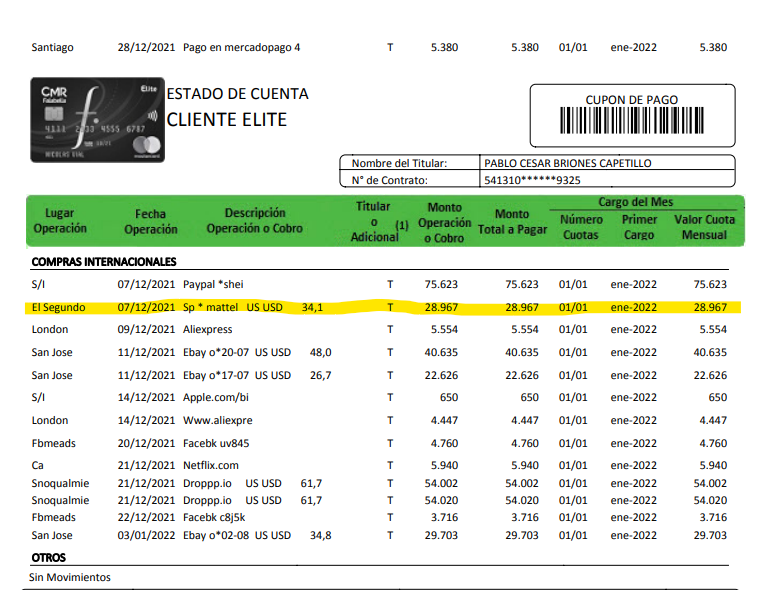 Santiago 28/12/2021 Pago en mercadopago 4 T 5.380 5.380 01/01 ene-2022 5.380
CMR
Falabella
Elite
ESTADO DE CUENTA
CLIENTE ELITE
CUPON DE PAGO
Nombre del Titular: PABLO CESAR BRIONES CAPETILLO
N° de Contrato: 541310******9325
Lugar Operación Fecha Operación Descripción Operación o Cobro Titular o Adicional (1) Monto Operación o Cobro Monto Total a Pagar Cargo del Mes Número Cuotas Primer Cargo Valor Cuota Mensual
COMPRAS INTERNACIONALES
S/I 07/12/2021 Paypal *shei T 75.623 75.623 01/01 ene-2022 75.623
El Segundo 07/12/2021 Sp * mattel US USD 34,1 T 28.967 28.967 01/01 ene-2022 28.967
London 09/12/2021 Aliexpress T 5.554 5.554 01/01 ene-2022 5.554
San Jose 11/12/2021 Ebay o*20-07 US USD 48,0 T 40.635 40.635 01/01 ene-2022 40.635
San Jose 11/12/2021 Ebay o*17-07 US USD 26,7 T 22.626 22.626 01/01 ene-2022 22.626
S/I 14/12/2021 Apple.com/bi T 650 650 01/01 ene-2022 650
London 14/12/2021 Www.aliexpre T 4.447 4.447 01/01 ene-2022 4.447
Fbmeads 20/12/2021 Facebk uv845 T 4.760 4.760 01/01 ene-2022 4.760
Ca 21/12/2021 Netflix.com T 5.940 5.940 01/01 ene-2022 5.940
Snoqualmie 21/12/2021 Droppp.io US USD 61,7 T 54.002 54.002 01/01 ene-2022 54.002
Snoqualmie 21/12/2021 Droppp.io US USD 61,7 T 54.020 54.020 01/01 ene-2022 54.020
Fbmeads 22/12/2021 Facebk c8j5k T 3.716 3.716 01/01 ene-2022 3.716
San Jose 03/01/2022 Ebay o*02-08 US USD 34,8 T 29.703 29.703 01/01 ene-2022 29.703
OTROS
Sin Movimientos